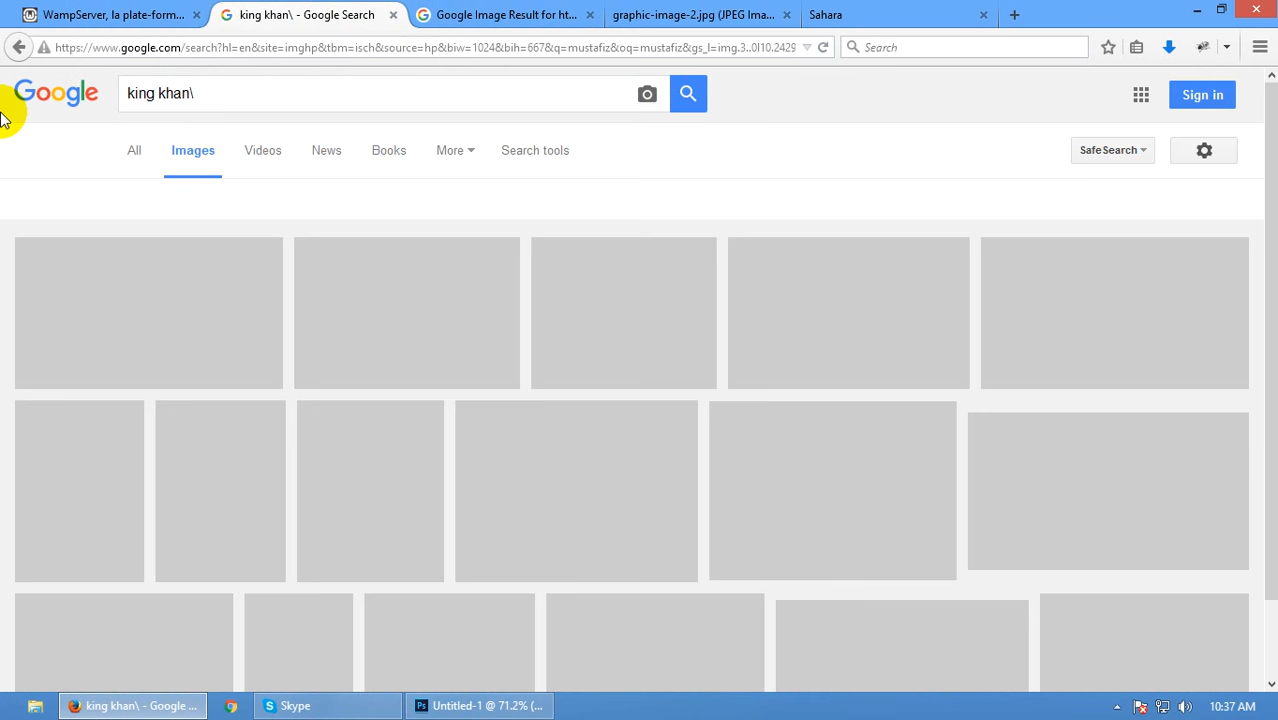 WampServer, la plate-form...
king khan\ - Google Search
Google Image Result for ht...
graphic-image-2.jpg (JPEG Ima...
Sahara
https://www.google.com/search?hl=en&site=imghp&tbm=isch&source=hp&biw=1024&bih=667&q=mustafiz&oq=mustafiz&gs_l=img.3..0l10.2429
Search
Google
king khan\
Sign in
All
Images
Videos
News
Books
More
Search tools
SafeSearch
king khan\ - Google ...
Skype
Ps
Untitled-1 @ 71.2% (...
10:37 AM